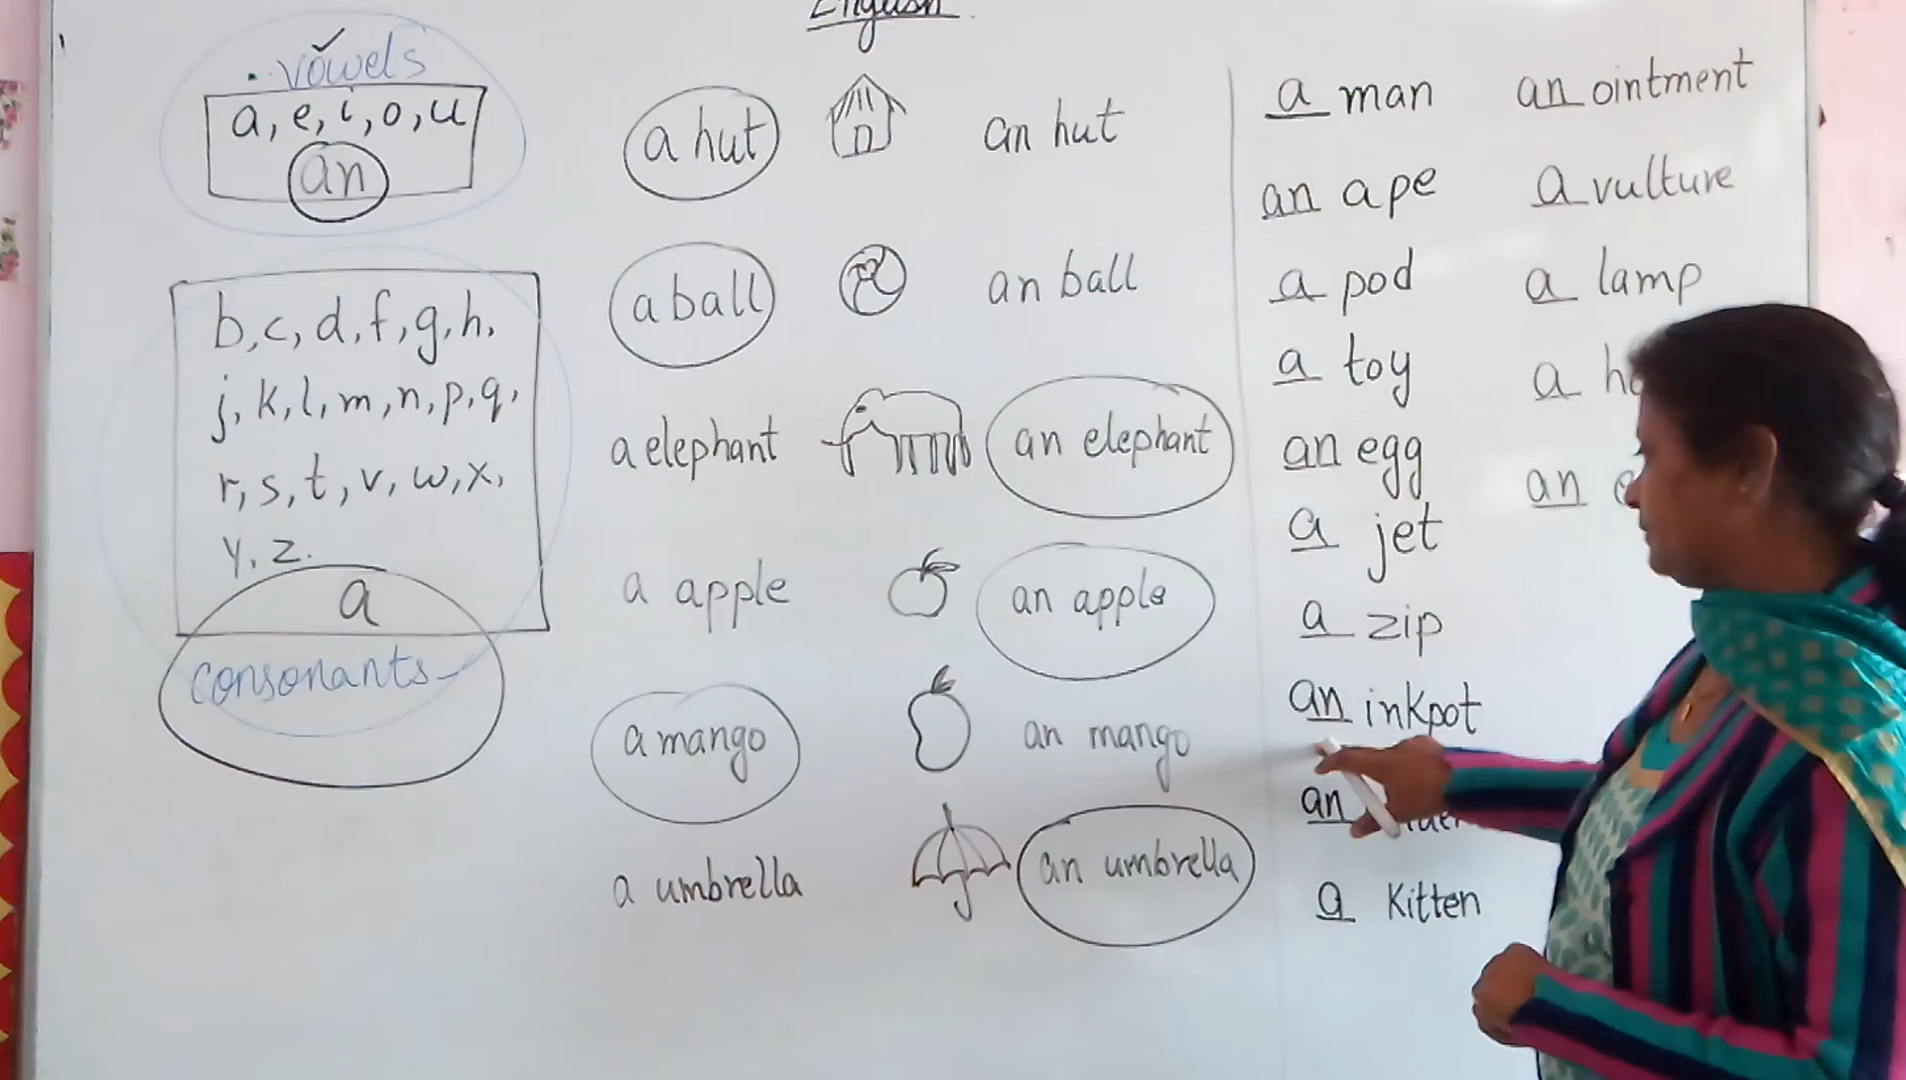 English
vowels
a, e, i, o, u
an
b, c, d, f, g, h,
j, k, l, m, n, p, q,
r, s, t, v, w, x,
y, z.
a
consonants
a hut an hut
a ball an ball
a elephant an elephant
a apple an apple
a mango an mango
a umbrella an umbrella
a man
an ape
a pod
a toy
an egg
a jet
a zip
an inkpot
an
a kitten
an ointment
a vulture
a lamp
a
an